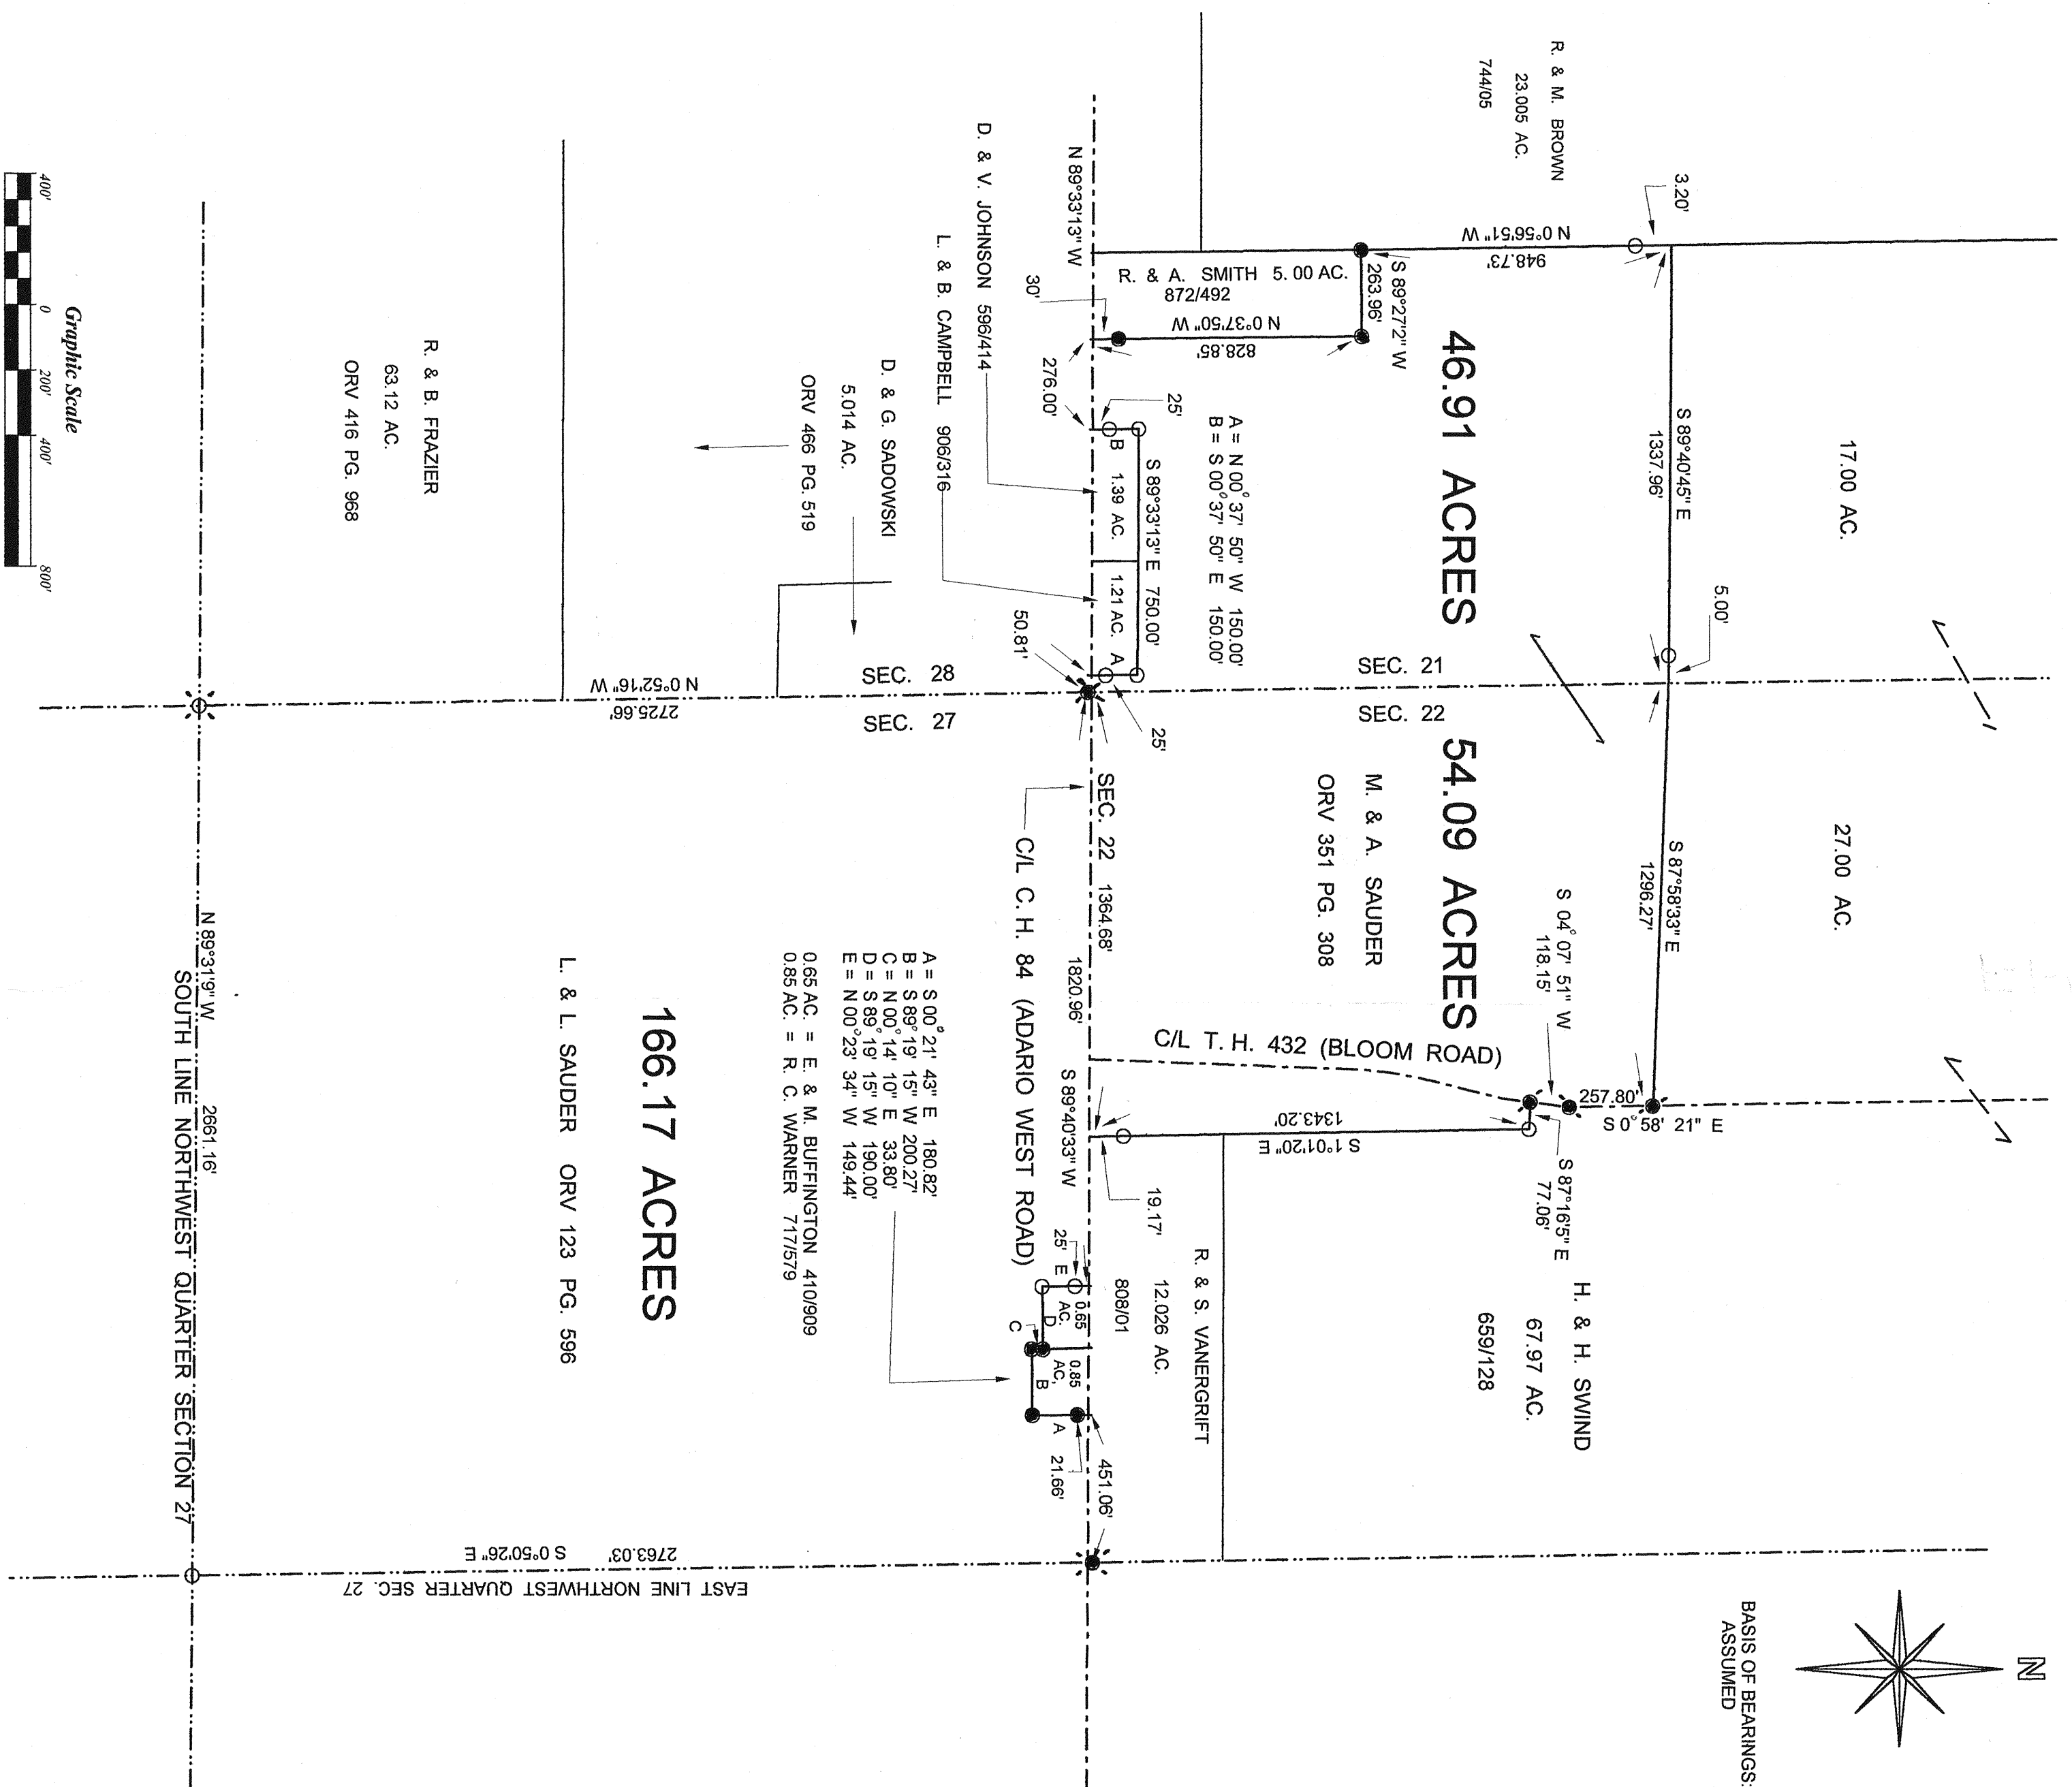 N
BASIS OF BEARINGS:
ASSUMED
17.00 AC.
27.00 AC.
R. & M. BROWN
23.005 AC.
744/05
3.20'
S 89°40'45" E
1337.96'
5.00'
S 87°58'33" E
1296.27'
N 0°56'51" W
948.73'
S 89°27'2" W
263.96'
R. & A. SMITH 5.00 AC.
872/492
N 0°37'50" W
828.85'
30'
46.91 ACRES
SEC. 21
SEC. 22
54.09 ACRES
M. & A. SAUDER
ORV 351 PG. 308
S 04° 07' 51" W
118.15'
257.80'
S 0° 58' 21" E
S 87°16'5" E
77.06'
H. & H. SWIND
67.97 AC.
659/128
C/L T. H. 432 (BLOOM ROAD)
1343.20'
S 1°01'20" E
R. & S. VANERGRIFT
12.026 AC.
808/01
19.17'
A = N 00° 37' 50" W 150.00'
B = S 00° 37' 50" E 150.00'
25'
S 89°33'13" E 750.00'
B
1.39 AC.
1.21 AC.
A
25'
N 89°33'13" W
276.00'
50.81'
SEC. 22
1364.68'
1820.96'
S 89°40'33" W
451.06'
D. & V. JOHNSON 596/414
L. & B. CAMPBELL 906/316
C/L C. H. 84 (ADARIO WEST ROAD)
25'
E
0.65
AC.
D
C
0.85
AC,
B
A
21.66'
SEC. 28
SEC. 27
D. & G. SADOWSKI
5.014 AC.
ORV 466 PG. 519
A = S 00° 21' 43" E 180.82'
B = S 89° 19' 15" W 200.27'
C = N 00° 14' 10" E 33.80'
D = S 89° 19' 15" W 190.00'
E = N 00° 23' 34" W 149.44'
0.65 AC. = E. & M. BUFFINGTON 410/909
0.85 AC. = R. C. WARNER 717/579
166.17 ACRES
L. & L. SAUDER ORV 123 PG. 596
N 0°52'16" W
2725.66'
2763.03' S 0°50'26" E
EAST LINE NORTHWEST QUARTER SEC. 27
R. & B. FRAZIER
63.12 AC.
ORV 416 PG. 968
N 89°31'9" W
2661.16'
SOUTH LINE NORTHWEST QUARTER SECTION 27
Graphic Scale
400' 0 200' 400' 800'